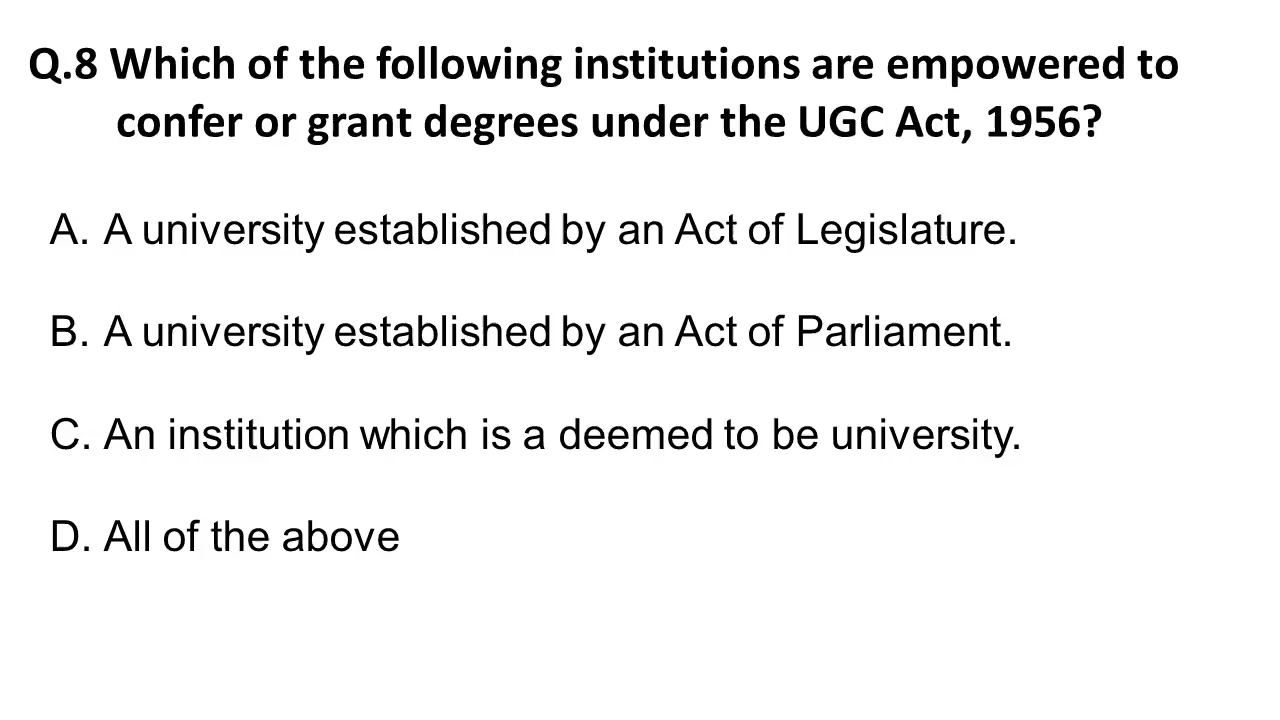 Q.8 Which of the following institutions are empowered to
confer or grant degrees under the UGC Act, 1956?
A. A university established by an Act of Legislature.
B. A university established by an Act of Parliament.
C. An institution which is a deemed to be university.
D. All of the above